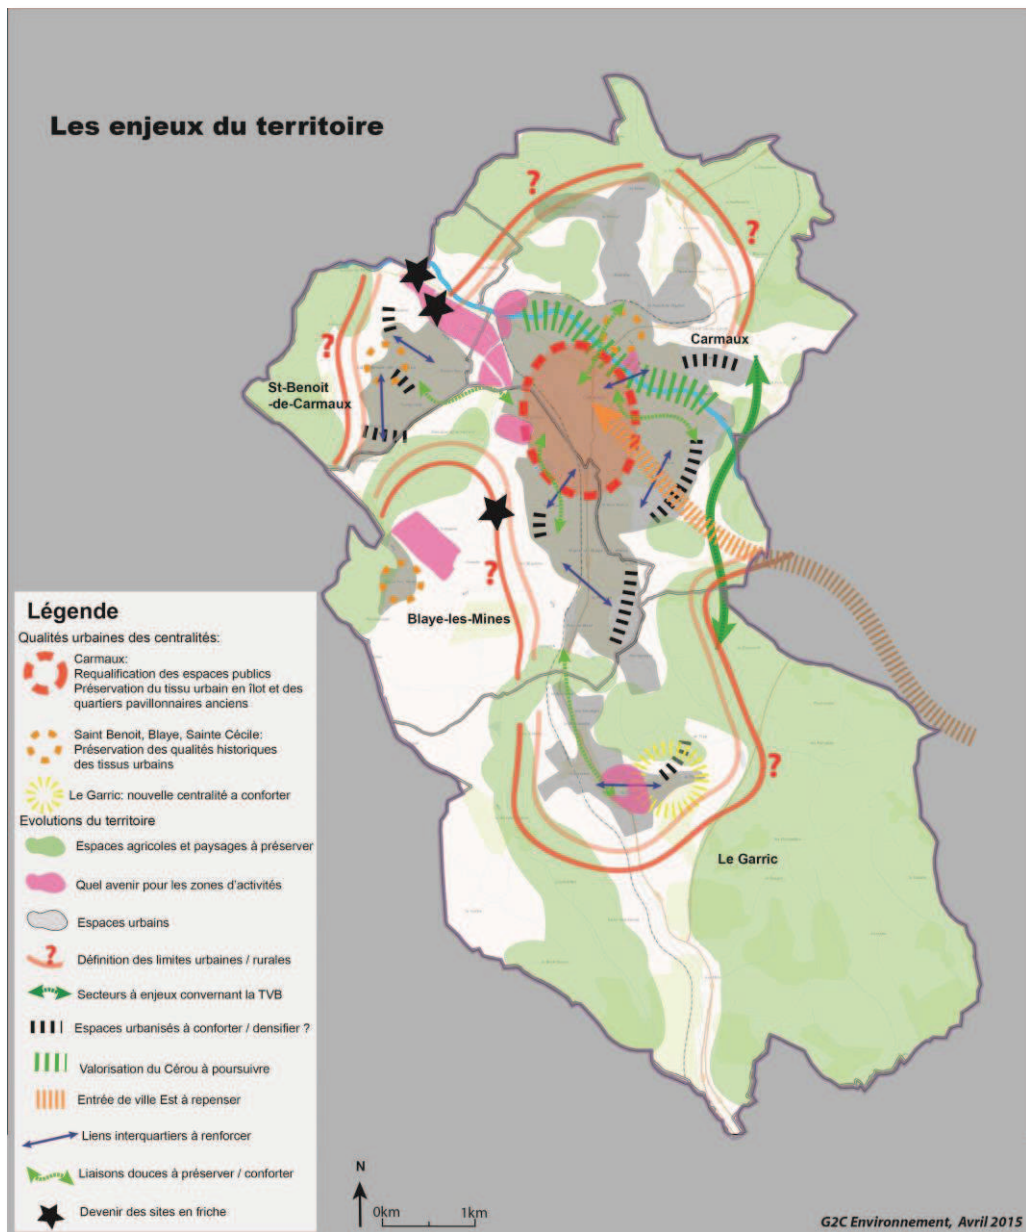 Les enjeux du territoire
?
?
Carmaux
?
St-Benoit
-de-Carmaux
?
Blaye-les-Mines
?
Le Garric
Légende
Qualités urbaines des centralités:
Carmaux:
Requalification des espaces publics
Préservation du tissu urbain en îlot et des
quartiers pavillonnaires anciens
Saint Benoit, Blaye, Sainte Cécile:
Préservation des qualités historiques
des tissus urbains
Le Garric: nouvelle centralité a conforter
Evolutions du territoire
Espaces agricoles et paysages à préserver
Quel avenir pour les zones d'activités
Espaces urbains
?
Définition des limites urbaines / rurales
Secteurs à enjeux convernant la TVB
Espaces urbanisés à conforter / densifier ?
Valorisation du Cérou à poursuivre
Entrée de ville Est à repenser
Liens interquartiers à renforcer
Liaisons douces à préserver / conforter
Devenir des sites en friche
N
0km 1km
G2C Environnement, Avril 2015